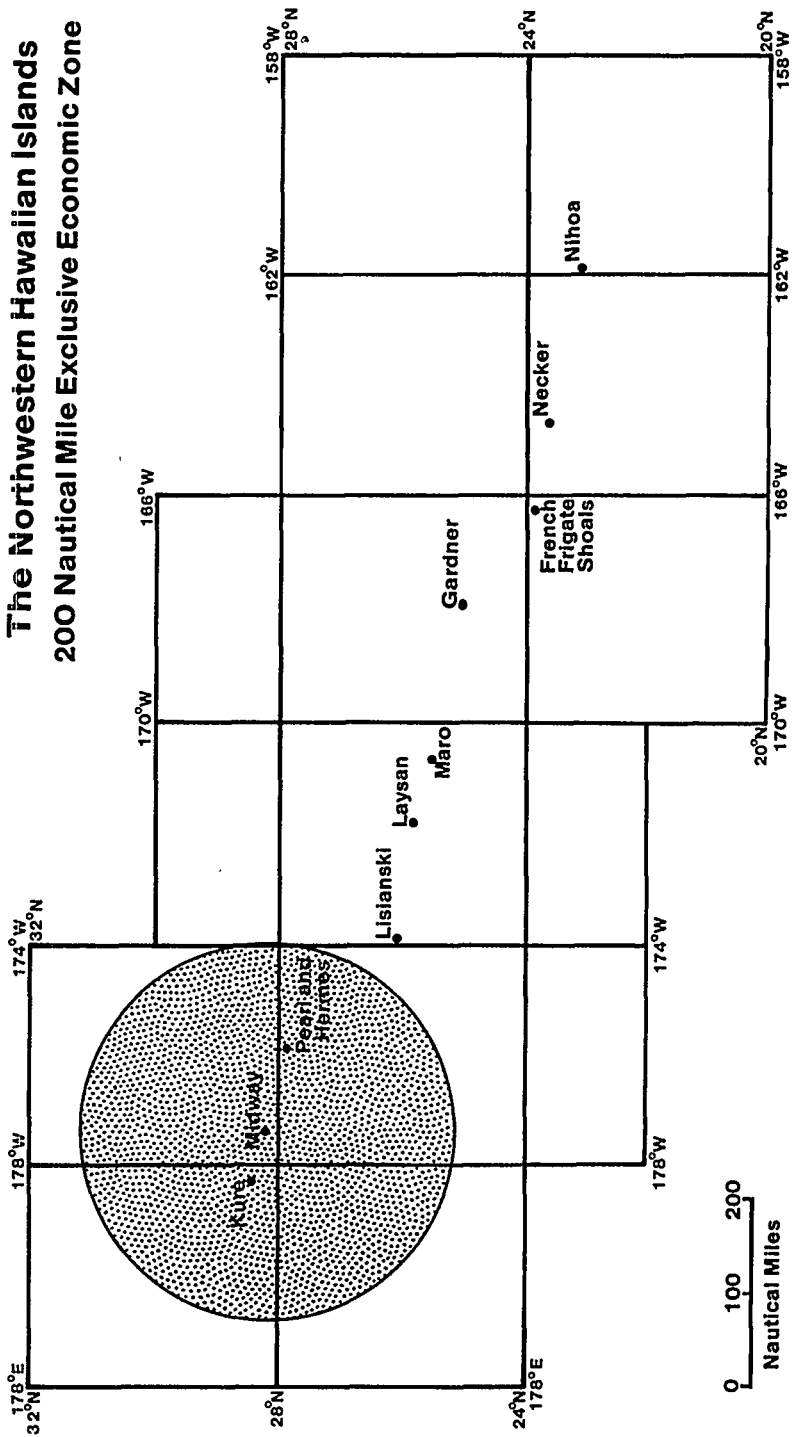 The Northwestern Hawaiian Islands
200 Nautical Mile Exclusive Economic Zone
178°E
32°N
178°W
174°W
32°N
170°W
166°W
162°W
158°W
28°N
28°N
Kure
Midway
Pearl and
Hermes
Lisianski
Laysan
Maro
Gardner
French
Frigate
Shoals
Necker
Nihoa
24°N
24°N
178°E
178°W
174°W
20°N
170°W
20°N
158°W
0 100 200
Nautical Miles